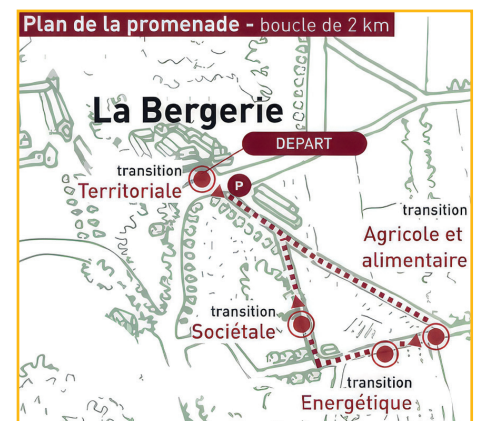 Plan de la promenade - boucle de 2 km
La Bergerie
DEPART
transition
Territoriale
P
transition
Agricole et
alimentaire
transition
Sociétale
transition
Energétique